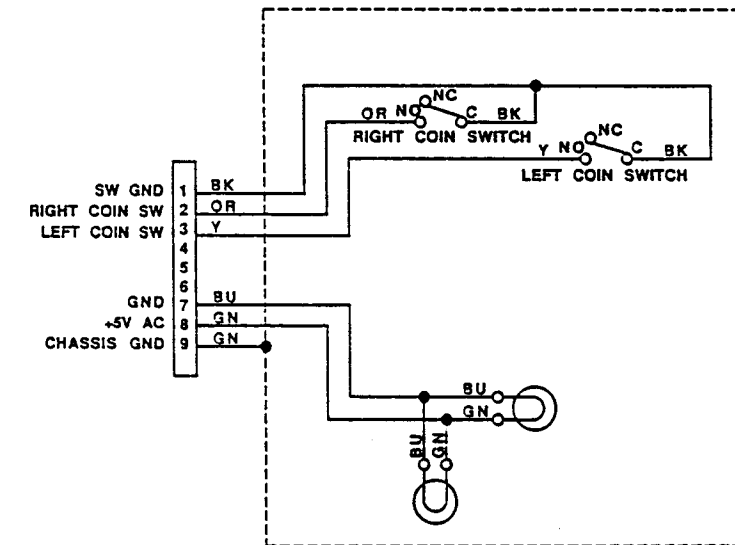 NC
OR NO C BK
RIGHT COIN SWITCH
NC
Y NO C BK
LEFT COIN SWITCH
SW GND 1 BK
RIGHT COIN SW 2 OR
LEFT COIN SW 3 Y
4
5
6
GND 7 BU
+5V AC 8 GN
CHASSIS GND 9 GN
BU
GN
BU
GN